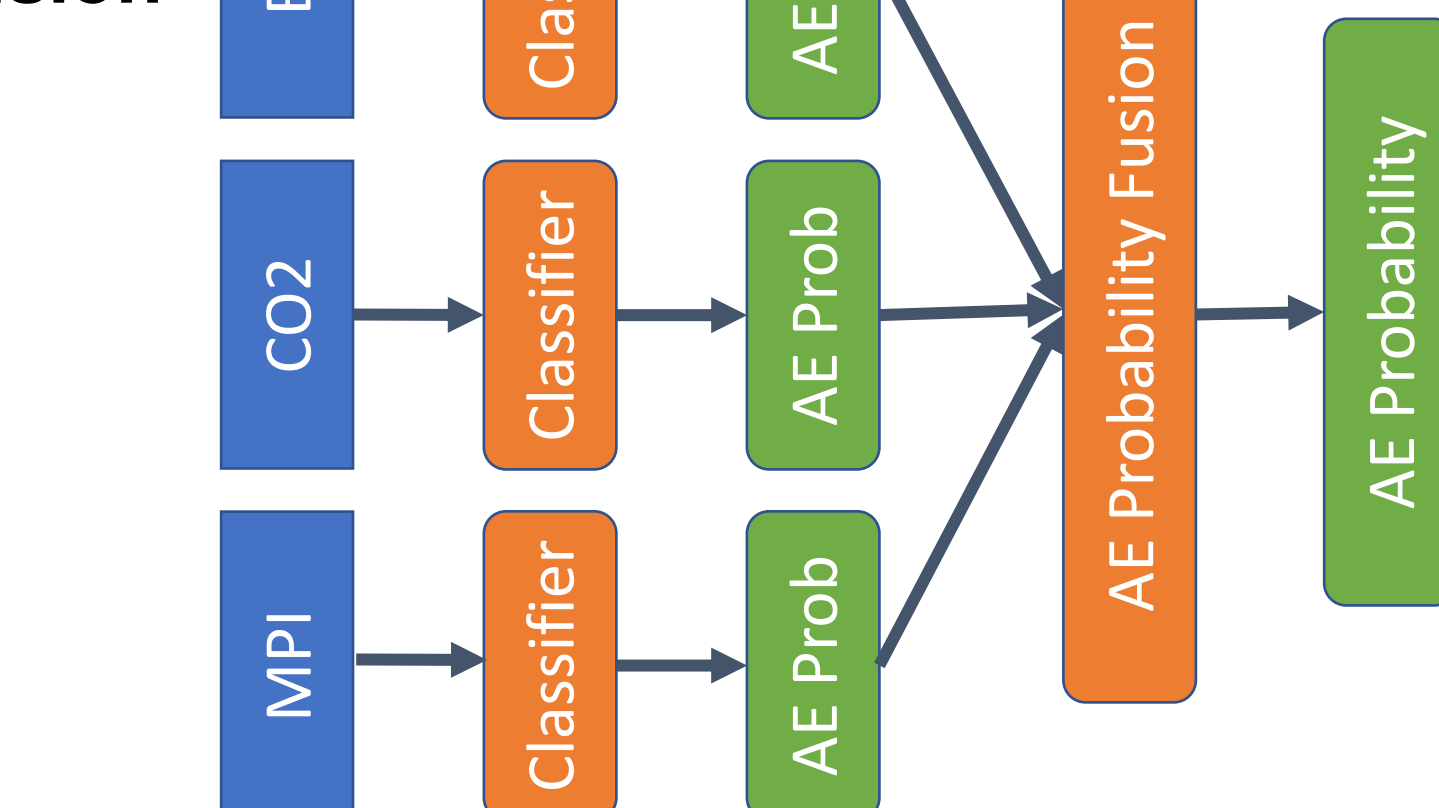 CO2
Classifier
AE Prob
MPI
Classifier
AE Prob
AE Probability Fusion
AE Probability